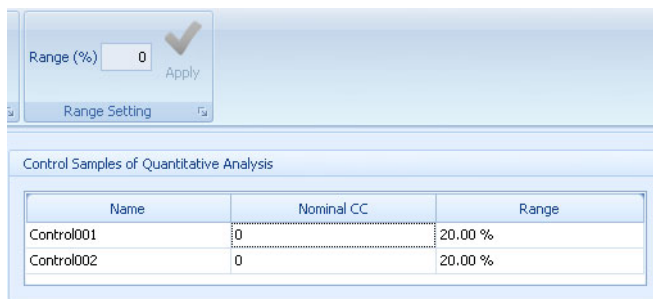 Range (%) 0
Apply
Range Setting
Control Samples of Quantitative Analysis
Name Nominal CC Range
Control001 0 20.00 %
Control002 0 20.00 %